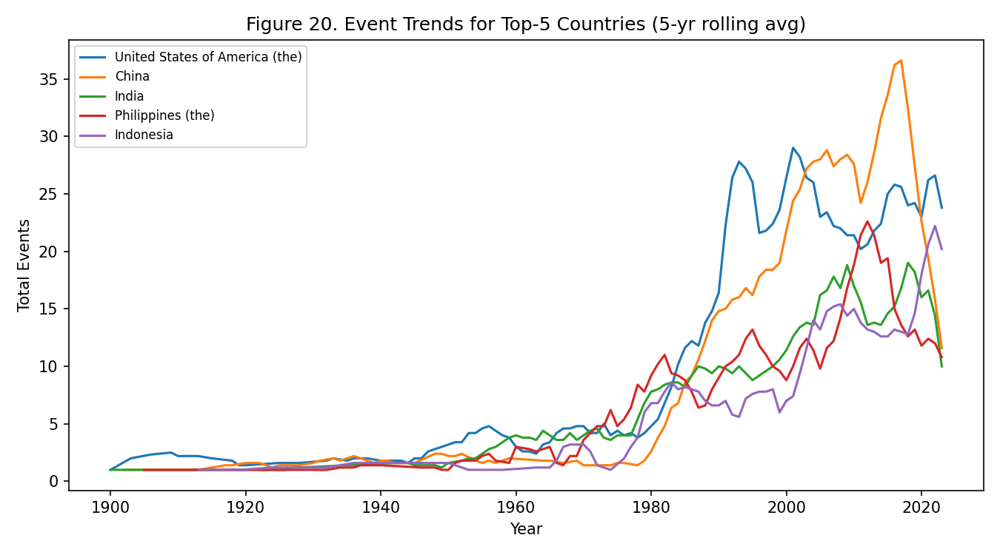 Figure 20. Event Trends for Top-5 Countries (5-yr rolling avg)
United States of America (the)
China
India
Philippines (the)
Indonesia
Total Events
35
30
25
20
15
10
5
0
1900 1920 1940 1960 1980 2000 2020
Year